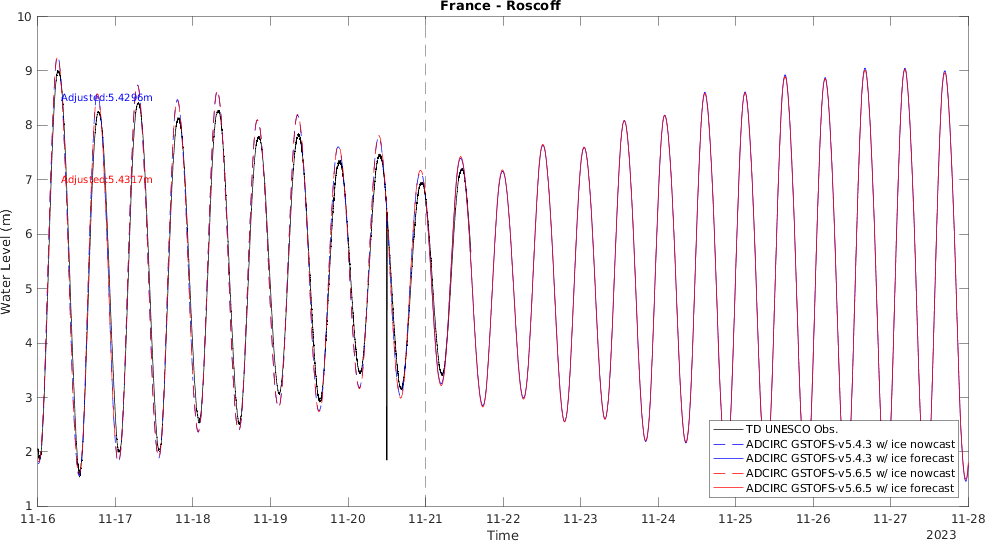 France - Roscoff
10
9
8
7
6
5
4
3
2
1
Water Level (m)
Adjusted:5.4296m
Adjusted:5.4317m
TD UNESCO Obs.
ADCIRC GSTOFS-v5.4.3 w/ ice nowcast
ADCIRC GSTOFS-v5.4.3 w/ ice forecast
ADCIRC GSTOFS-v5.6.5 w/ ice nowcast
ADCIRC GSTOFS-v5.6.5 w/ ice forecast
11-16 11-17 11-18 11-19 11-20 11-21 11-22 11-23 11-24 11-25 11-26 11-27 11-28
Time
2023